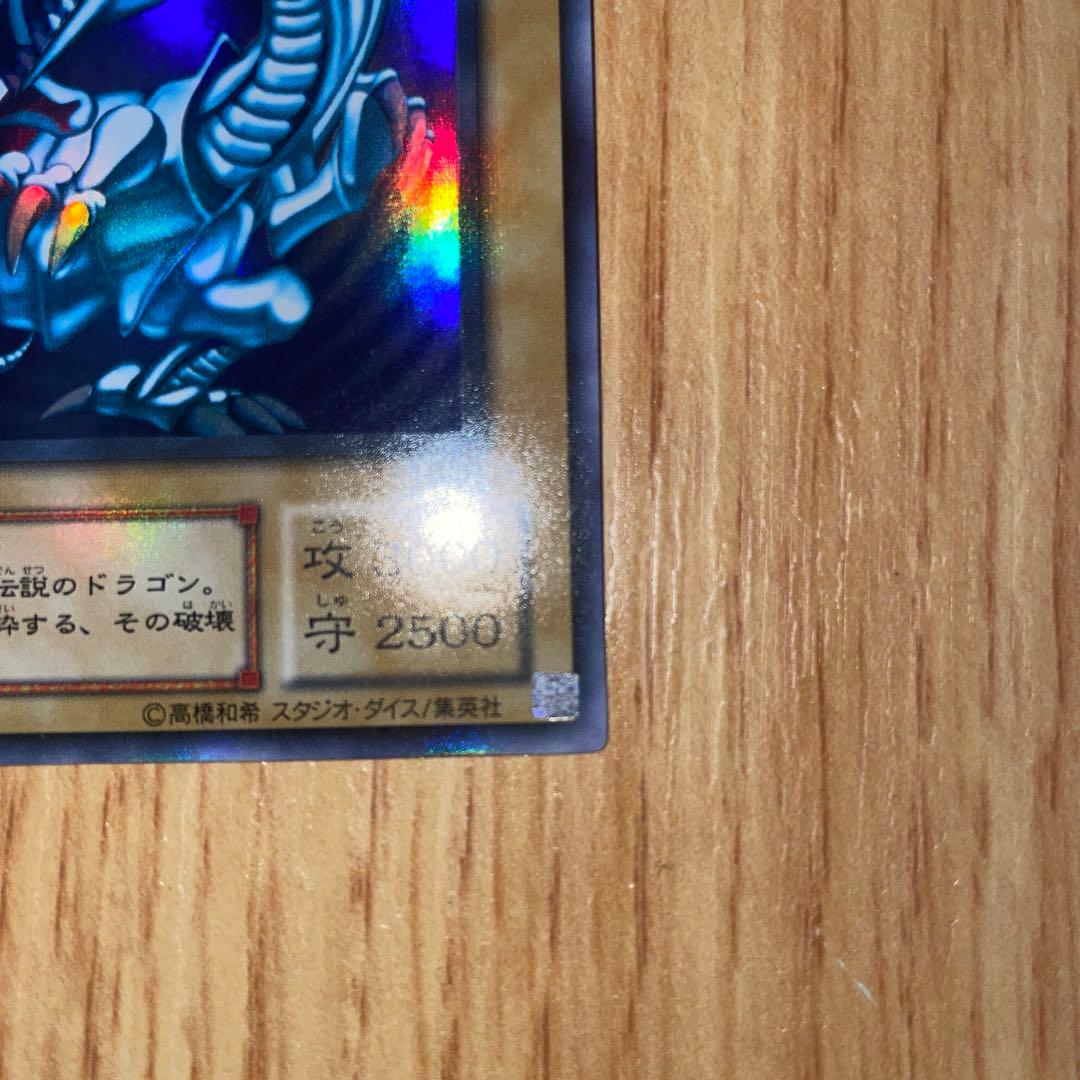 伝説のドラゴン。
砕する、その破壊
攻 3000
守 2500
©高橋和希 スタジオ・ダイス/集英社